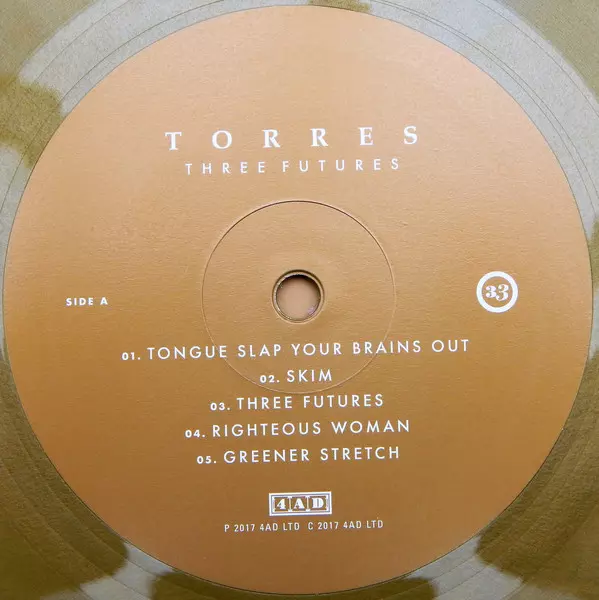 TORRES
THREE FUTURES
SIDE A
33
01. TONGUE SLAP YOUR BRAINS OUT
02. SKIM
03. THREE FUTURES
04. RIGHTEOUS WOMAN
05. GREENER STRETCH
4AD
P 2017 4AD LTD C 2017 4AD LTD